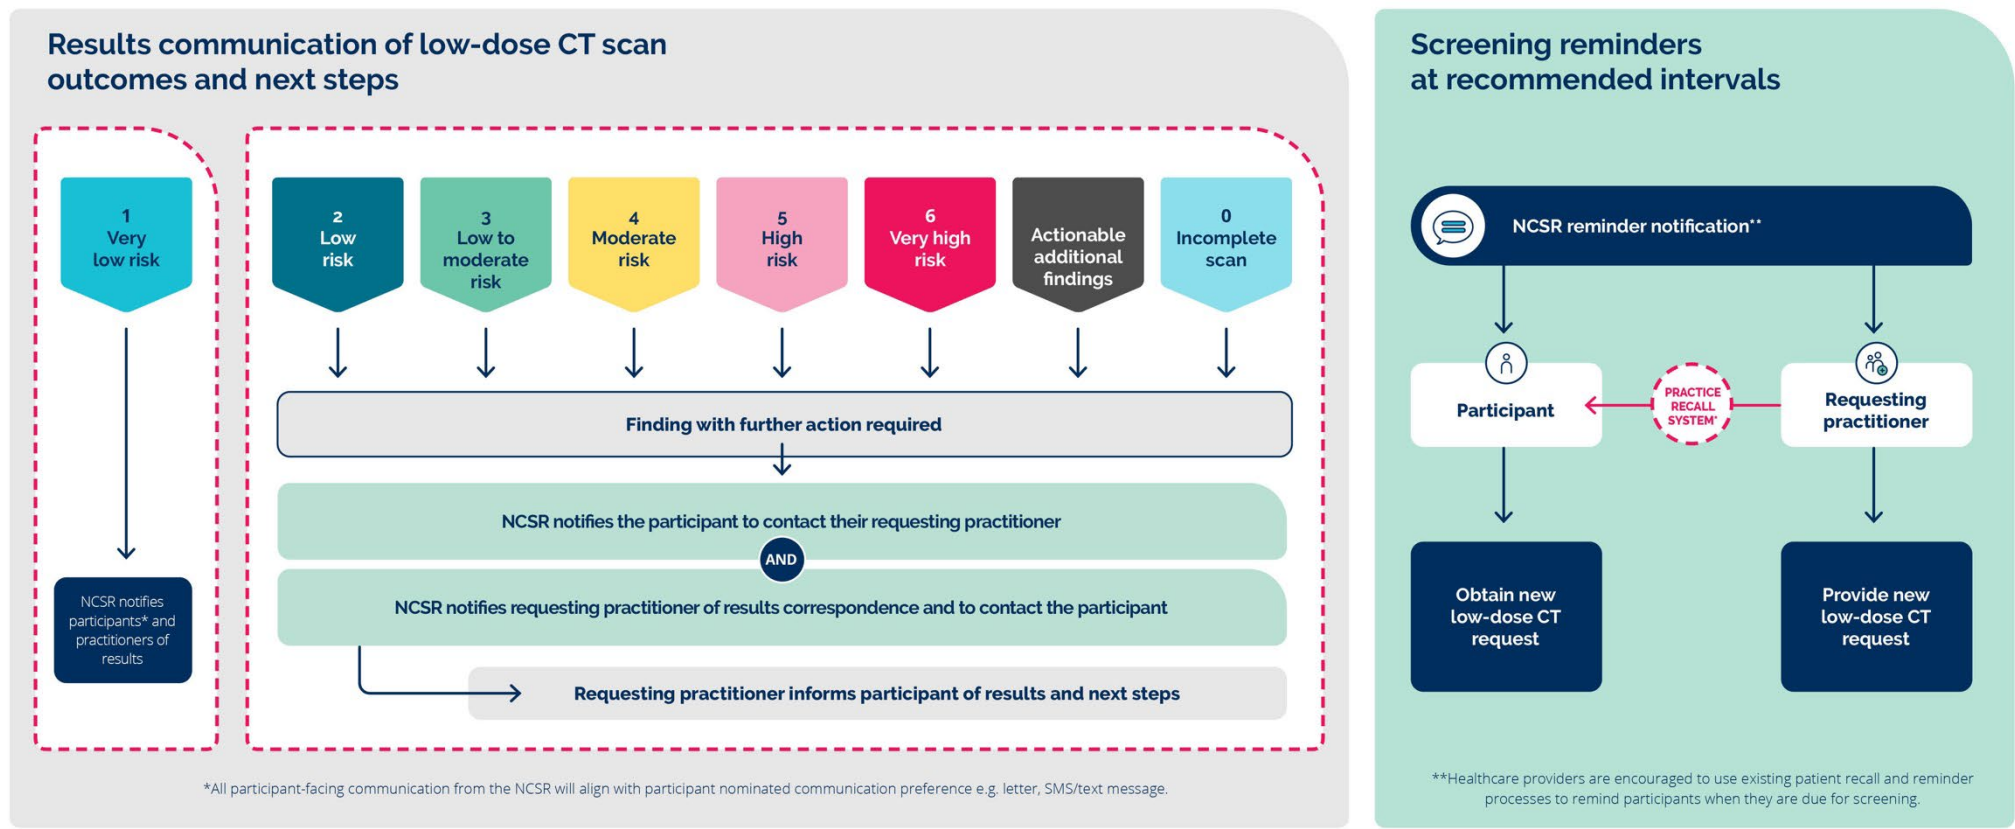 Results communication of low-dose CT scan
outcomes and next steps
1
Very
low risk
NCSR notifies
participants* and
practitioners of
results
2
Low
risk
3
Low to
moderate
risk
4
Moderate
risk
5
High
risk
6
Very high
risk
Actionable
additional
findings
0
Incomplete
scan
Finding with further action required
NCSR notifies the participant to contact their requesting practitioner
AND
NCSR notifies requesting practitioner of results correspondence and to contact the participant
Requesting practitioner informs participant of results and next steps
*All participant-facing communication from the NCSR will align with participant nominated communication preference e.g. letter, SMS/text message.
Screening reminders
at recommended intervals
NCSR reminder notification**
Participant
PRACTICE
RECALL
SYSTEM*
Requesting
practitioner
Obtain new
low-dose CT
request
Provide new
low-dose CT
request
**Healthcare providers are encouraged to use existing patient recall and reminder
processes to remind participants when they are due for screening.